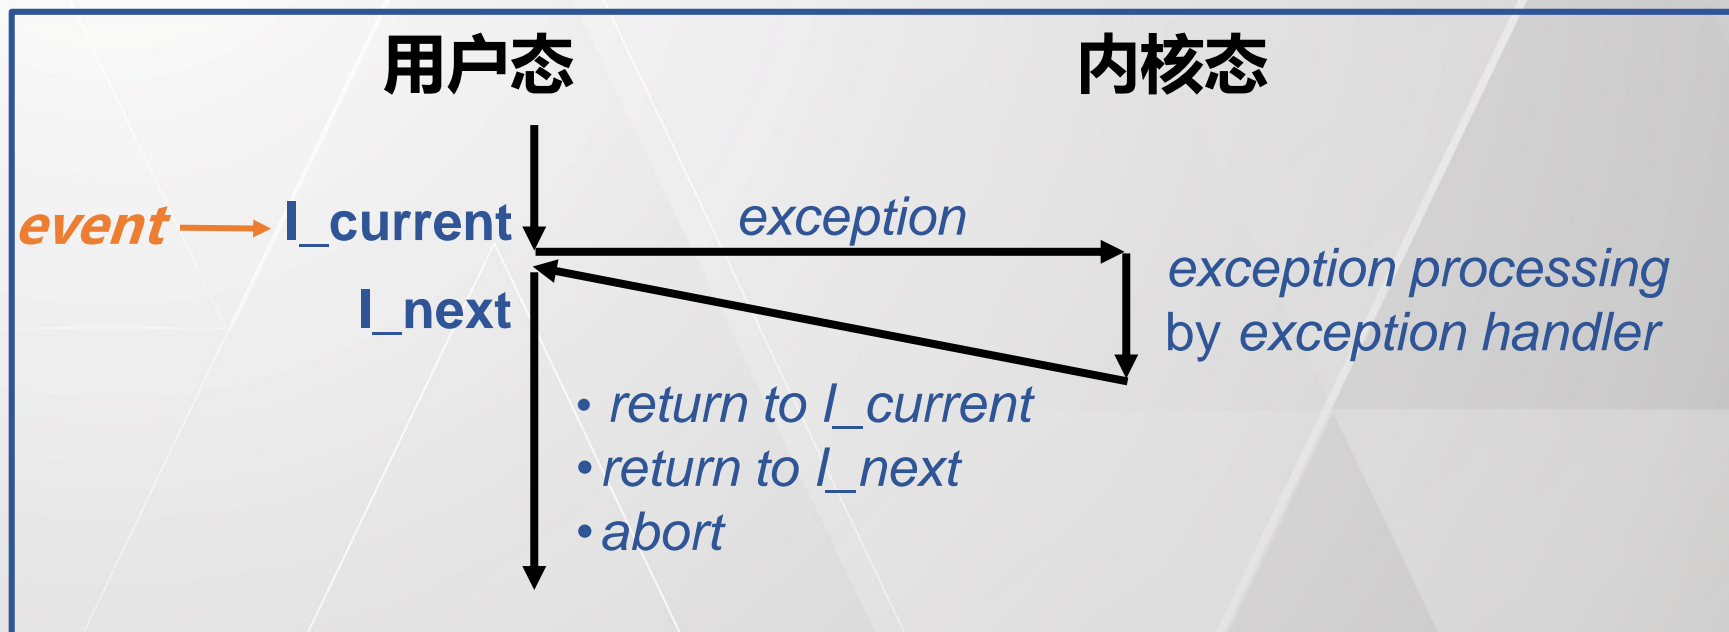 用户态
内核态
event
I_current
exception
I_next
exception processing
by exception handler
• return to I_current
• return to I_next
• abort